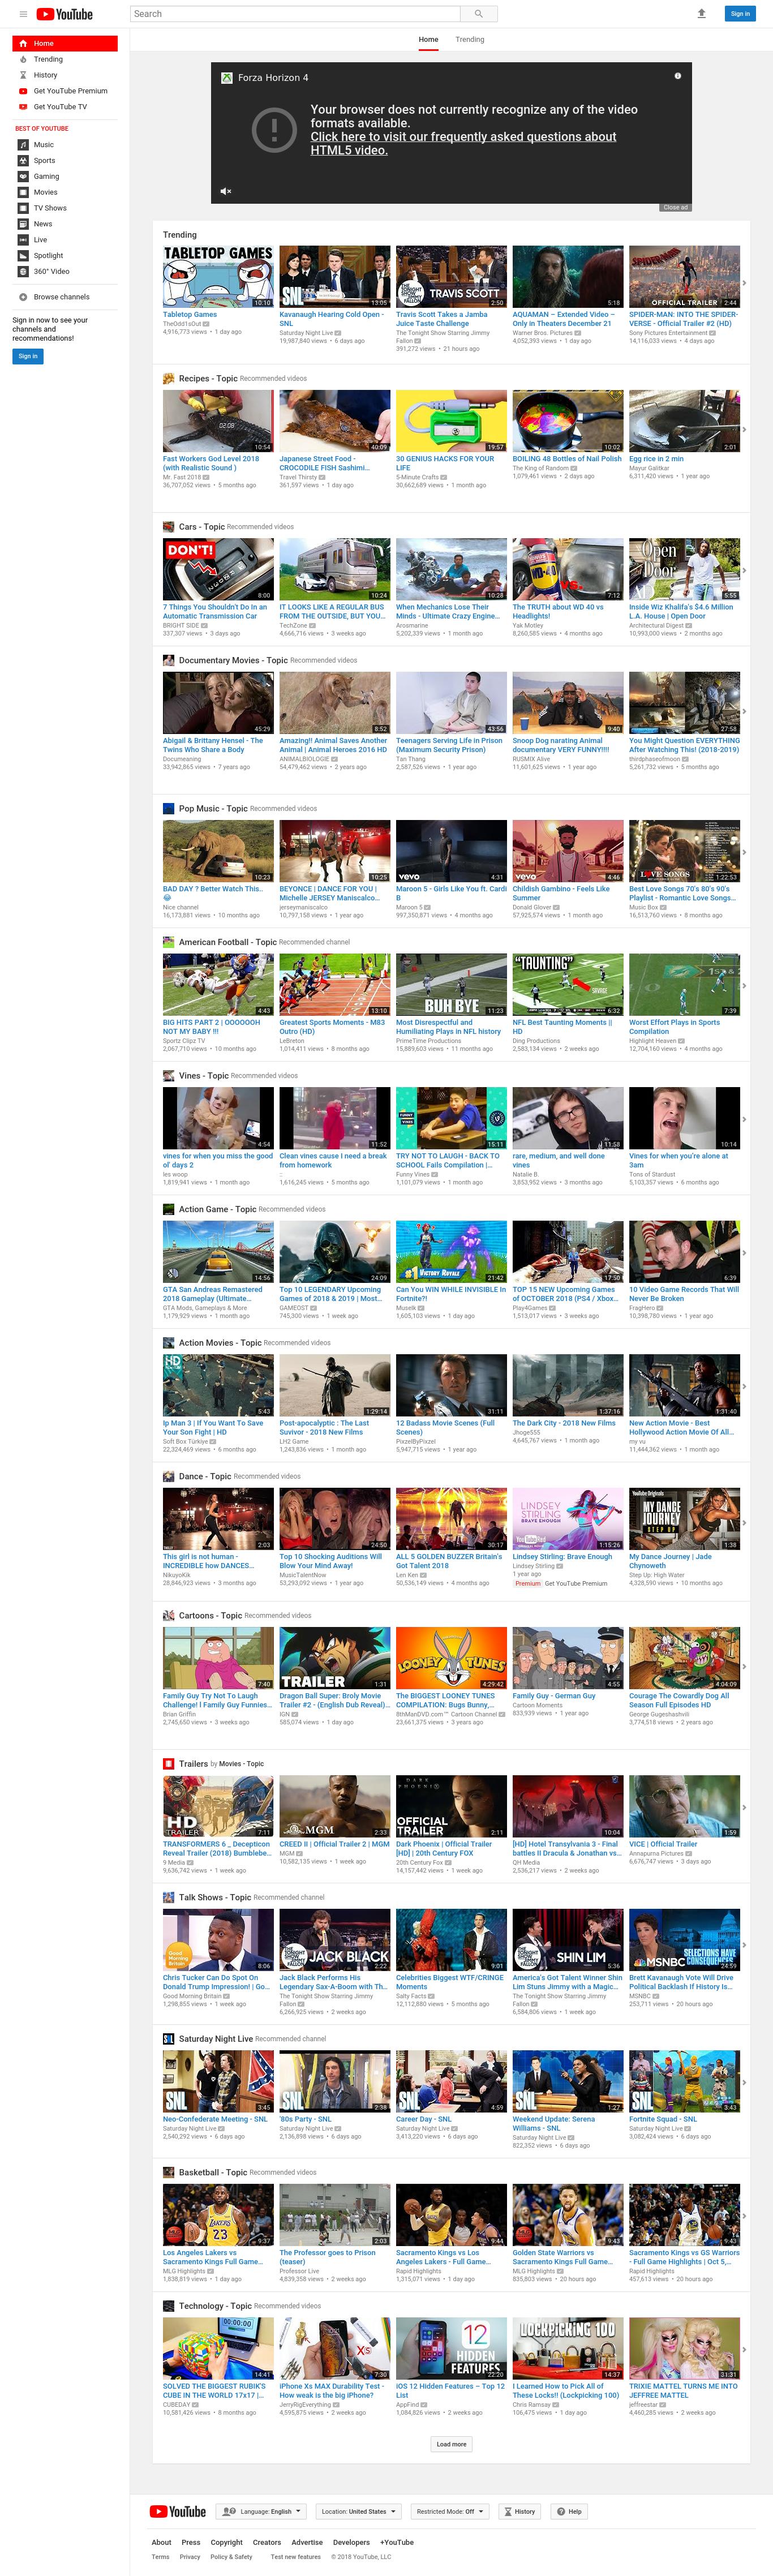 YouTube
Search
Sign in
Home
Trending
History
Get YouTube Premium
Get YouTube TV
BEST OF YOUTUBE
Music
Sports
Gaming
Movies
TV Shows
News
Live
Spotlight
360° Video
Browse channels
Sign in now to see your
channels and
recommendations!
Sign in
Home Trending
Forza Horizon 4
Your browser does not currently recognize any of the video
formats available.
Click here to visit our frequently asked questions about
HTML5 video.
Close ad
Trending
Tabletop Games
TheOdd1sOut
4,916,773 views • 1 day ago
Kavanaugh Hearing Cold Open -
SNL
Saturday Night Live
19,987,840 views • 6 days ago
Travis Scott Takes a Jamba
Juice Taste Challenge
The Tonight Show Starring Jimmy
Fallon
391,272 views • 21 hours ago
AQUAMAN – Extended Video –
Only in Theaters December 21
Warner Bros. Pictures
4,052,393 views • 1 day ago
SPIDER-MAN: INTO THE SPIDER-
VERSE - Official Trailer #2 (HD)
Sony Pictures Entertainment
14,116,033 views • 4 days ago
Recipes - Topic Recommended videos
Fast Workers God Level 2018
(with Realistic Sound )
Mr. Fast 2018
36,707,052 views • 5 months ago
Japanese Street Food -
CROCODILE FISH Sashimi...
Travel Thirsty
361,597 views • 1 day ago
30 GENIUS HACKS FOR YOUR
LIFE
5-Minute Crafts
30,662,689 views • 1 month ago
BOILING 48 Bottles of Nail Polish
The King of Random
1,079,461 views • 2 days ago
Egg rice in 2 min
Mayur Galiikar
6,311,420 views • 1 year ago
Cars - Topic Recommended videos
7 Things You Shouldn't Do In an
Automatic Transmission Car
BRIGHT SIDE
337,307 views • 3 days ago
IT LOOKS LIKE A REGULAR BUS
FROM THE OUTSIDE, BUT YOU...
TechZone
4,666,716 views • 3 weeks ago
When Mechanics Lose Their
Minds - Ultimate Crazy Engine...
Arosmarine
5,202,339 views • 1 month ago
The TRUTH about WD 40 vs
Headlights!
Yak Motley
8,260,585 views • 4 months ago
Inside Wiz Khalifa's $4.6 Million
L.A. House | Open Door
Architectural Digest
10,993,000 views • 2 months ago
Documentary Movies - Topic Recommended videos
Abigail & Brittany Hensel - The
Twins Who Share a Body
Documeaning
33,942,865 views • 7 years ago
Amazing!! Animal Saves Another
Animal | Animal Heroes 2016 HD
ANIMALBIOLOGIE
54,479,462 views • 2 years ago
Teenagers Serving Life in Prison
(Maximum Security Prison)
Tan Thang
2,587,526 views • 1 year ago
Snoop Dog narating Animal
documentary VERY FUNNY!!!!
RUSMIX Alive
11,601,625 views • 1 year ago
You Might Question EVERYTHING
After Watching This! (2018-2019)
thirdphaseofmoon
5,261,732 views • 5 months ago
Pop Music - Topic Recommended videos
BAD DAY ? Better Watch This..
😂
Nice channel
16,173,881 views • 10 months ago
BEYONCE | DANCE FOR YOU |
Michelle JERSEY Maniscalco...
jerseymaniscalco
10,797,158 views • 1 year ago
Maroon 5 - Girls Like You ft. Cardi
B
Maroon 5
997,350,871 views • 4 months ago
Childish Gambino - Feels Like
Summer
Donald Glover
57,925,574 views • 1 month ago
Best Love Songs 70's 80's 90's
Playlist - Romantic Love Songs...
Music Box
16,513,760 views • 8 months ago
American Football - Topic Recommended channel
BIG HITS PART 2 | OOOOOOH
NOT MY BABY !!!
Sportz Clipz TV
2,067,710 views • 10 months ago
Greatest Sports Moments - M83
Outro (HD)
LeBreton
1,014,411 views • 8 months ago
Most Disrespectful and
Humiliating Plays in NFL history
PrimeTime Productions
15,889,603 views • 11 months ago
NFL Best Taunting Moments ||
HD
Ding Productions
2,583,134 views • 2 weeks ago
Worst Effort Plays in Sports
Compilation
Highlight Heaven
12,704,160 views • 4 months ago
Vines - Topic Recommended videos
vines for when you miss the good
ol' days 2
les woop
1,819,941 views • 1 month ago
Clean vines cause I need a break
from homework
1,616,245 views • 5 months ago
TRY NOT TO LAUGH - BACK TO
SCHOOL Fails Compilation |...
Funny Vines
1,101,079 views • 1 month ago
rare, medium, and well done
vines
Natalie B.
3,853,952 views • 3 months ago
Vines for when you're alone at
3am
Tons of Stardust
5,103,357 views • 6 months ago
Action Game - Topic Recommended videos
GTA San Andreas Remastered
2018 Gameplay (Ultimate...
GTA Mods, Gameplays & More
1,179,929 views • 1 month ago
Top 10 LEGENDARY Upcoming
Games of 2018 & 2019 | Most...
GAMEOST
745,300 views • 1 week ago
Can You WIN WHILE INVISIBLE In
Fortnite?!
Muselk
1,605,103 views • 1 day ago
TOP 15 NEW Upcoming Games
of OCTOBER 2018 (PS4 / Xbox...
Play4Games
1,513,017 views • 3 weeks ago
10 Video Game Records That Will
Never Be Broken
FragHero
10,398,780 views • 1 year ago
Action Movies - Topic Recommended videos
Ip Man 3 | If You Want To Save
Your Son Fight | HD
Soft Box Türkiye
22,324,469 views • 6 months ago
Post-apocalyptic : The Last
Suvivor - 2018 New Films
LH2 Game
1,243,836 views • 1 month ago
12 Badass Movie Scenes (Full
Scenes)
PixzelByPixzel
5,947,715 views • 1 year ago
The Dark City - 2018 New Films
Jhoge555
4,645,767 views • 1 month ago
New Action Movie - Best
Hollywood Action Movie Of All...
my vu
11,444,362 views • 1 month ago
Dance - Topic Recommended videos
This girl is not human -
INCREDIBLE how DANCES...
NikuyoKik
28,846,923 views • 3 months ago
Top 10 Shocking Auditions Will
Blow Your Mind Away!
MusicTalentNow
53,293,092 views • 1 year ago
ALL 5 GOLDEN BUZZER Britain's
Got Talent 2018
Len Ken
50,536,149 views • 4 months ago
Lindsey Stirling: Brave Enough
Lindsey Stirling
1 year ago
Premium Get YouTube Premium
My Dance Journey | Jade
Chynoweth
Step Up: High Water
4,328,590 views • 10 months ago
Cartoons - Topic Recommended videos
Family Guy Try Not To Laugh
Challenge! l Family Guy Funnies...
Brian Griffin
2,745,650 views • 3 weeks ago
Dragon Ball Super: Broly Movie
Trailer #2 - (English Dub Reveal)...
IGN
585,074 views • 1 day ago
The BIGGEST LOONEY TUNES
COMPILATION: Bugs Bunny,...
8thManDVD.com™ Cartoon Channel
23,661,375 views • 3 years ago
Family Guy - German Guy
Cartoon Moments
833,939 views • 1 year ago
Courage The Cowardly Dog All
Season Full Episodes HD
George Gugeshashvili
3,774,518 views • 2 years ago
Trailers by Movies - Topic
TRANSFORMERS 6 _ Decepticon
Reveal Trailer (2018) Bumblebe...
9 Media
9,636,742 views • 1 week ago
CREED II | Official Trailer 2 | MGM
MGM
10,582,135 views • 1 week ago
Dark Phoenix | Official Trailer
[HD] | 20th Century FOX
20th Century Fox
14,157,442 views • 1 week ago
[HD] Hotel Transylvania 3 - Final
battles II Dracula & Jonathan vs...
QH Media
2,536,217 views • 2 weeks ago
VICE | Official Trailer
Annapurna Pictures
6,676,747 views • 3 days ago
Talk Shows - Topic Recommended channel
Chris Tucker Can Do Spot On
Donald Trump Impression! | Go...
Good Morning Britain
1,298,855 views • 1 week ago
Jack Black Performs His
Legendary Sax-A-Boom with Th...
The Tonight Show Starring Jimmy
Fallon
6,266,925 views • 2 weeks ago
Celebrities Biggest WTF/CRINGE
Moments
Salty Facts
12,112,880 views • 5 months ago
America's Got Talent Winner Shin
Lim Stuns Jimmy with a Magic...
The Tonight Show Starring Jimmy
Fallon
6,584,806 views • 1 week ago
Brett Kavanaugh Vote Will Drive
Political Backlash If History Is...
MSNBC
253,711 views • 20 hours ago
Saturday Night Live Recommended channel
Neo-Confederate Meeting - SNL
Saturday Night Live
2,540,292 views • 6 days ago
'80s Party - SNL
Saturday Night Live
2,136,898 views • 6 days ago
Career Day - SNL
Saturday Night Live
3,413,220 views • 6 days ago
Weekend Update: Serena
Williams - SNL
Saturday Night Live
822,352 views • 6 days ago
Fortnite Squad - SNL
Saturday Night Live
3,082,424 views • 6 days ago
Basketball - Topic Recommended videos
Los Angeles Lakers vs
Sacramento Kings Full Game...
MLG Highlights
1,838,819 views • 1 day ago
The Professor goes to Prison
(teaser)
Professor Live
4,839,358 views • 2 weeks ago
Sacramento Kings vs Los
Angeles Lakers - Full Game...
Rapid Highlights
1,315,071 views • 1 day ago
Golden State Warriors vs
Sacramento Kings Full Game...
MLG Highlights
835,803 views • 20 hours ago
Sacramento Kings vs GS Warriors
- Full Game Highlights | Oct 5,...
Rapid Highlights
457,613 views • 20 hours ago
Technology - Topic Recommended videos
SOLVED THE BIGGEST RUBIK'S
CUBE IN THE WORLD 17x17 |...
CUBEDAY
10,581,426 views • 8 months ago
iPhone Xs MAX Durability Test -
How weak is the big iPhone?
JerryRigEverything
4,595,875 views • 2 weeks ago
iOS 12 Hidden Features – Top 12
List
AppFind
1,084,826 views • 2 weeks ago
I Learned How to Pick All of
These Locks!! (Lockpicking 100)
Chris Ramsay
106,475 views • 1 day ago
TRIXIE MATTEL TURNS ME INTO
JEFFREE MATTEL
jeffreestar
4,460,285 views • 2 weeks ago
Load more
YouTube
Language: English
Location: United States
Restricted Mode: Off
History
Help
About Press Copyright Creators Advertise Developers +YouTube
Terms Privacy Policy & Safety Test new features © 2018 YouTube, LLC